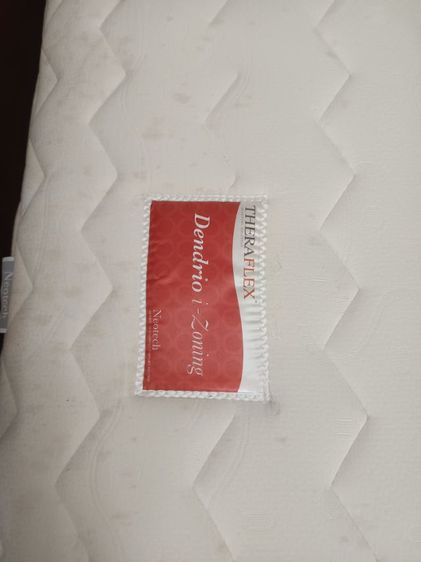 THERAFLEX
Dendrio i-Zoning
Neotech
Neotech